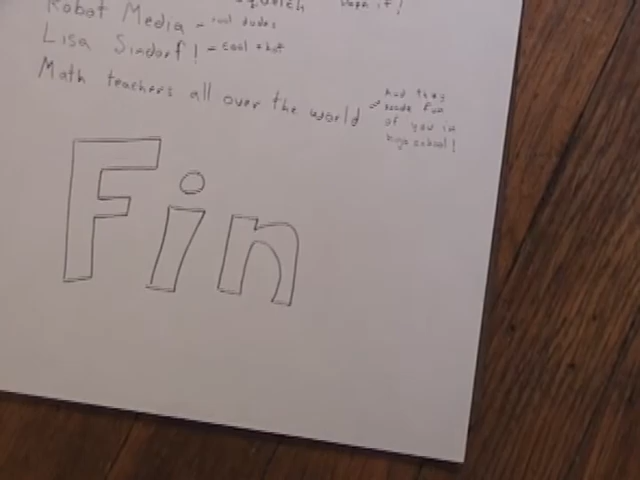 Robot Media - cool dudes
Lisa Sindorf! - cool + hot
Math teachers all over the world
and they
made fun
of you in
high school!
Fin